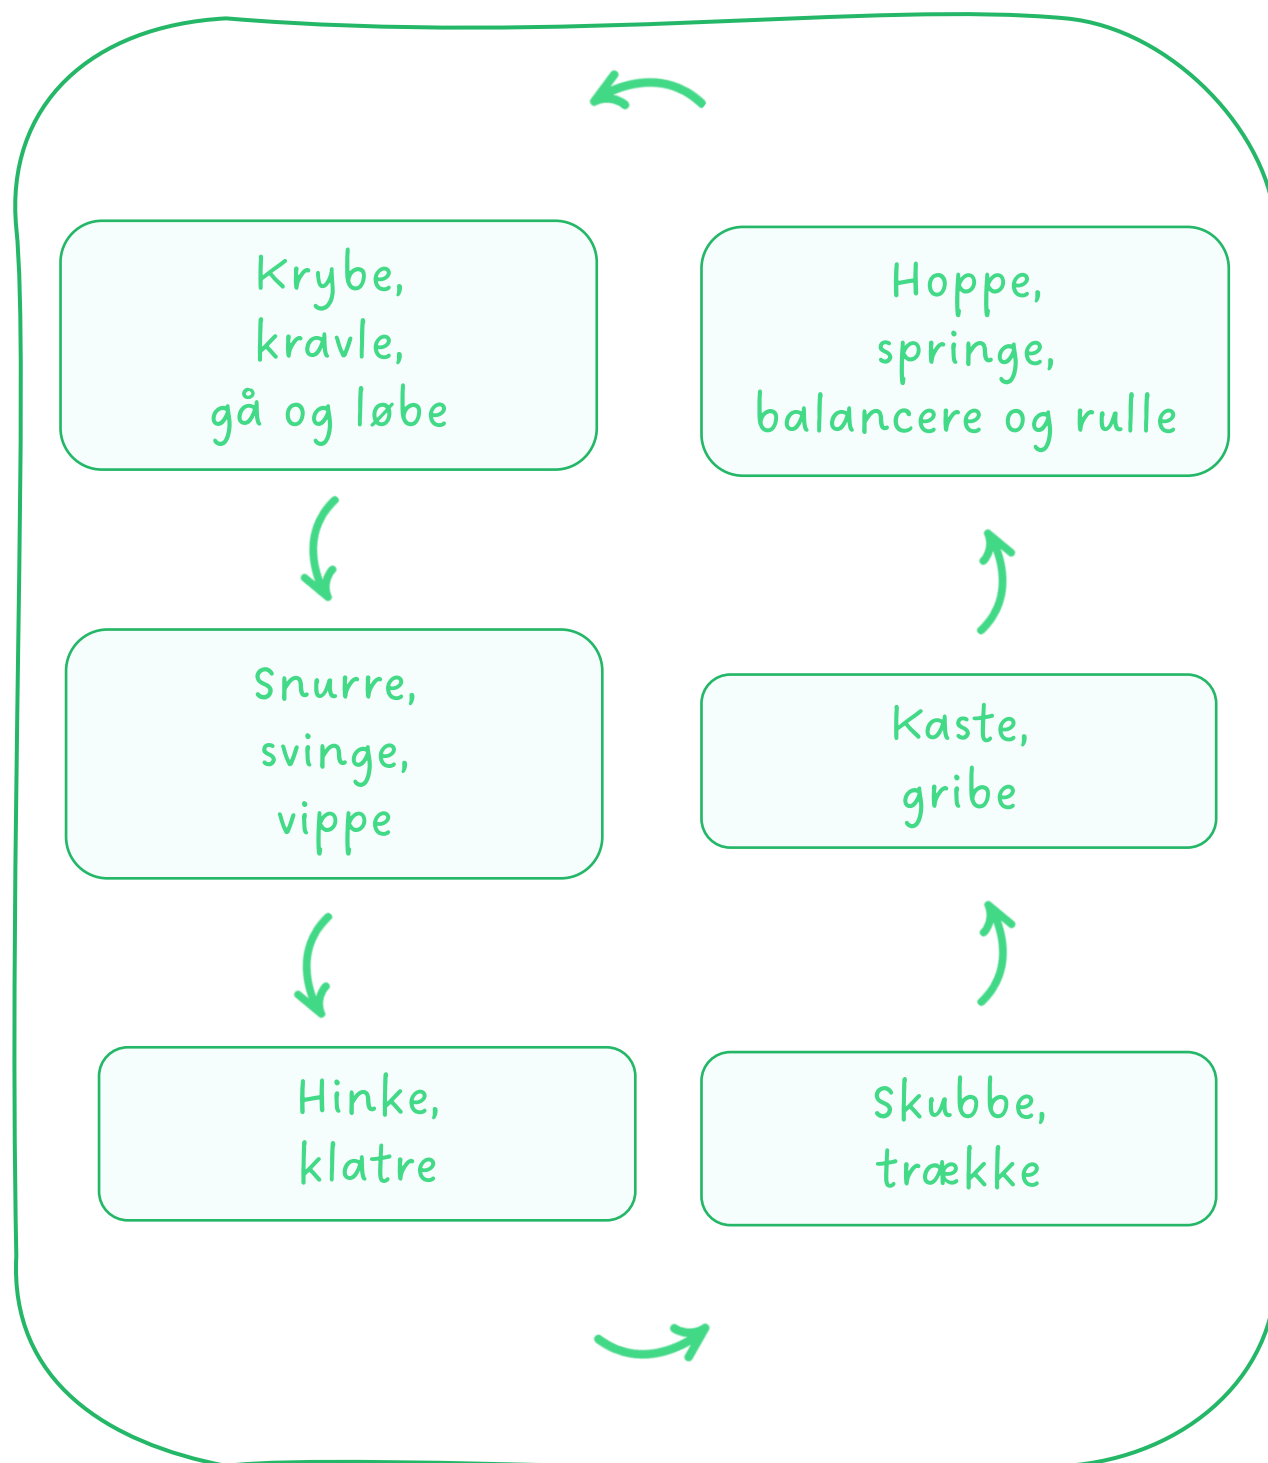 Krybe,
kravle,
gå og løbe
Snurre,
svinge,
vippe
Hinke,
klatre
Skubbe,
trække
Kaste,
gribe
Hoppe,
springe,
balancere og rulle